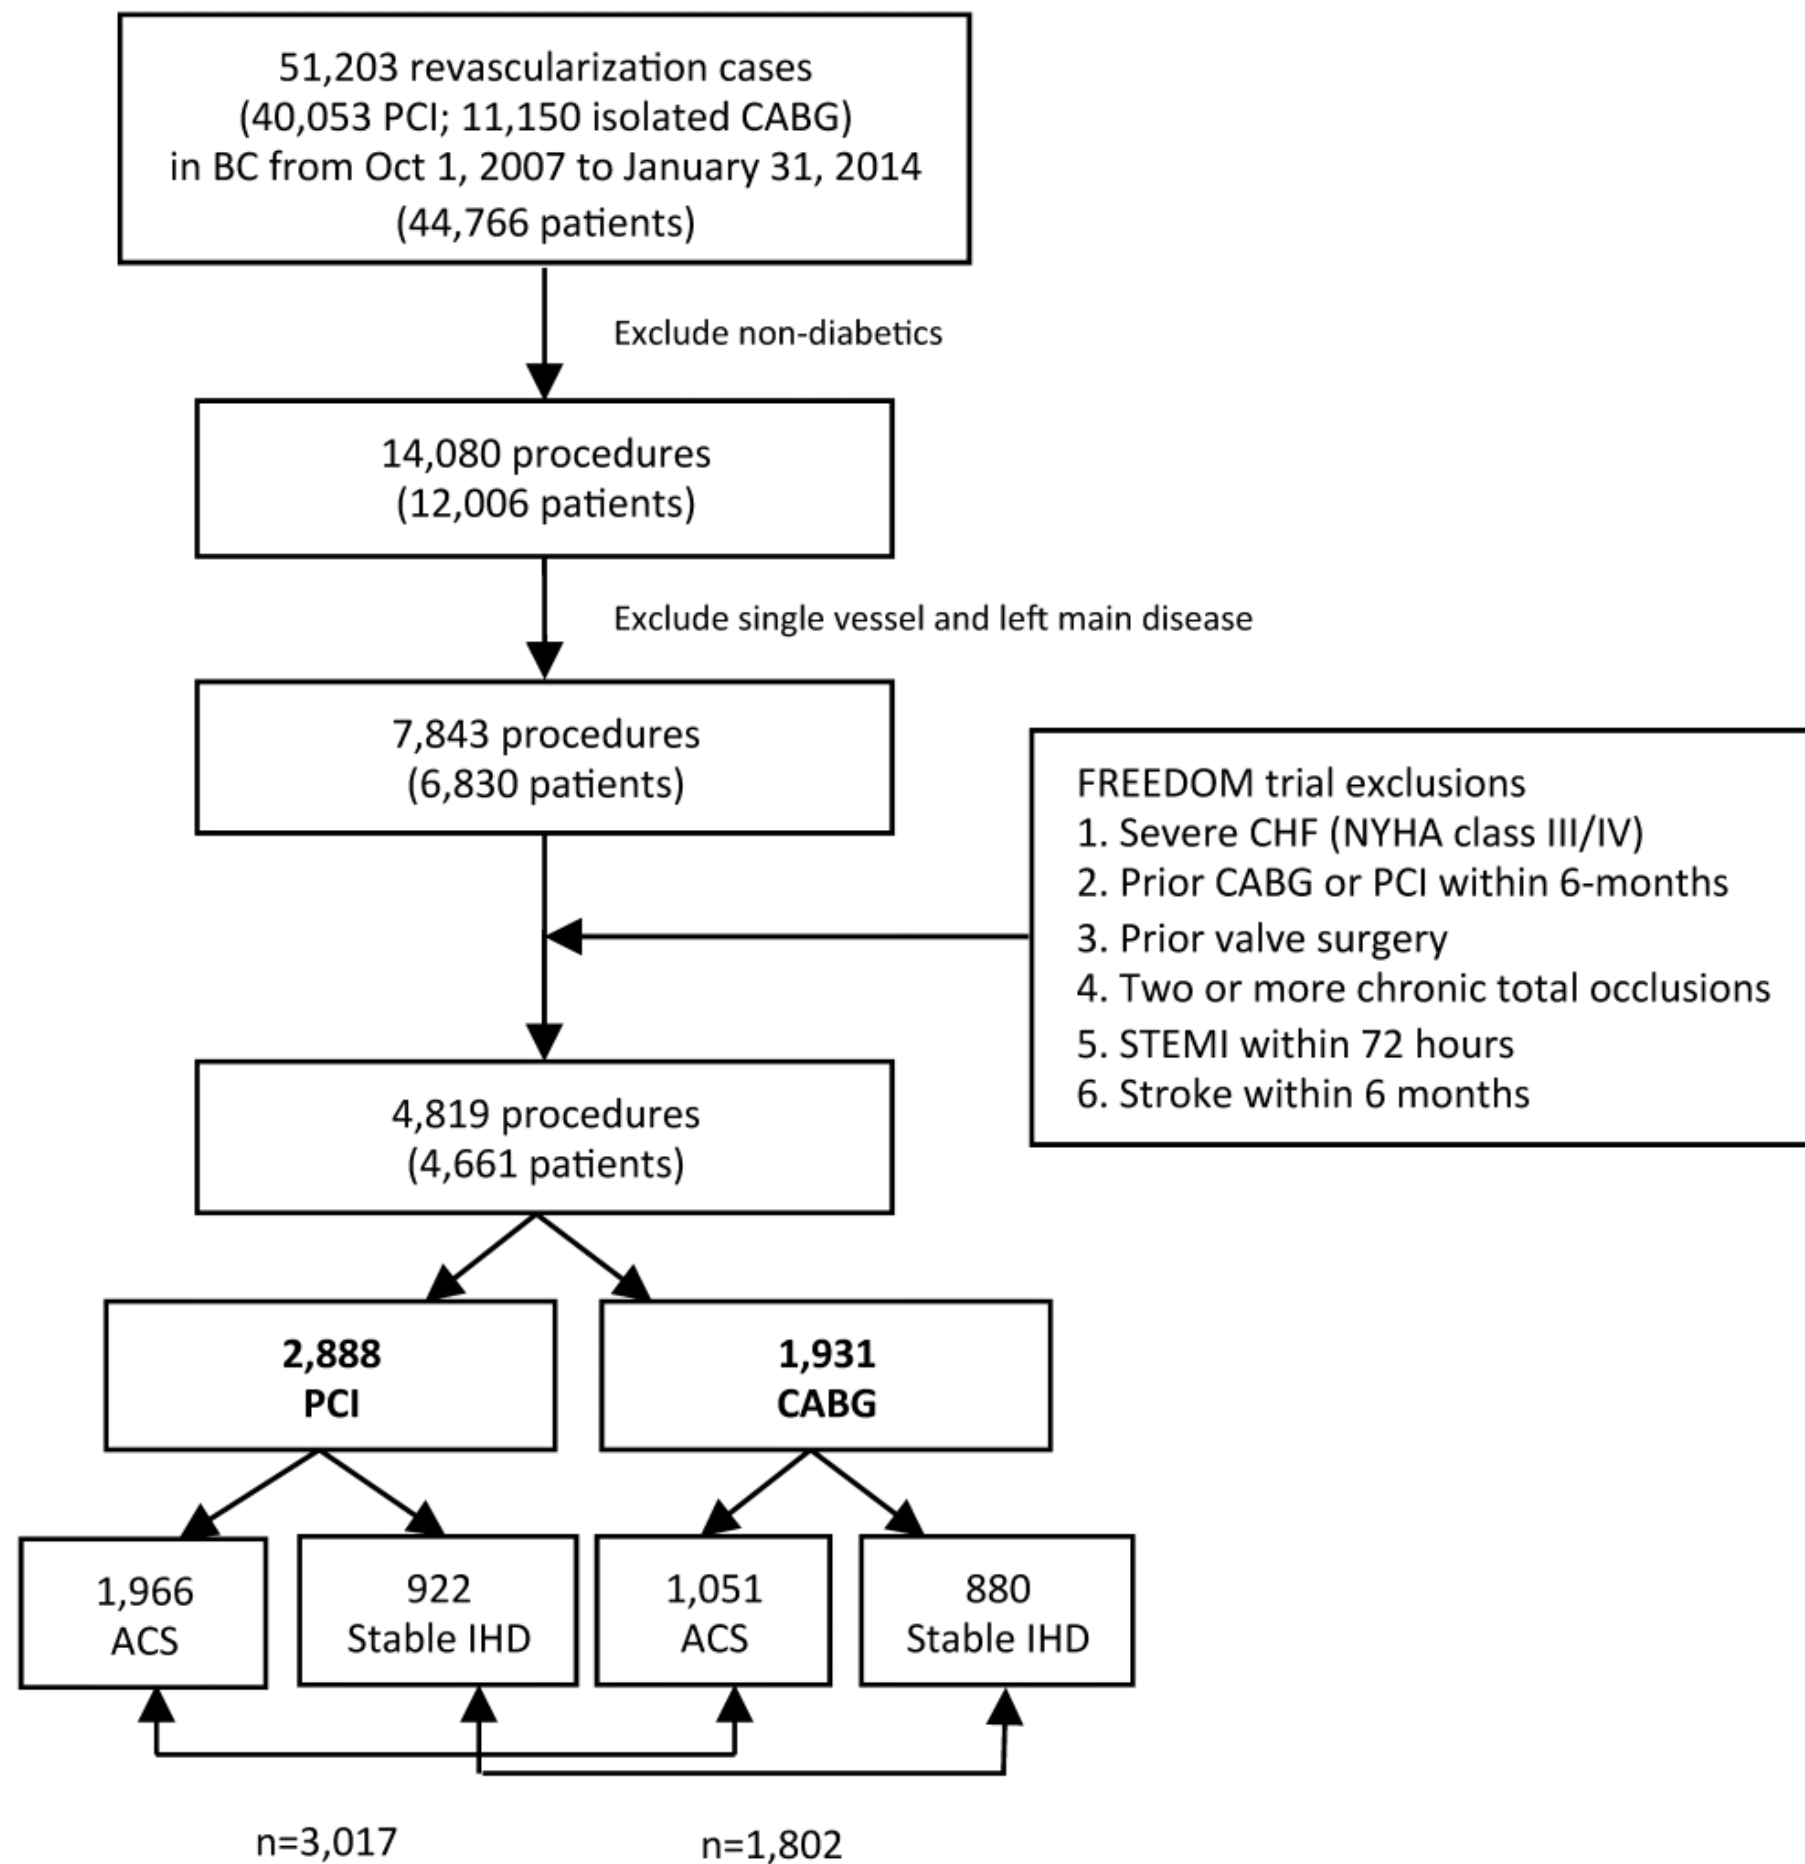 51,203 revascularization cases
(40,053 PCI; 11,150 isolated CABG)
in BC from Oct 1, 2007 to January 31, 2014
(44,766 patients)
Exclude non-diabetics
14,080 procedures
(12,006 patients)
Exclude single vessel and left main disease
7,843 procedures
(6,830 patients)
FREEDOM trial exclusions
1. Severe CHF (NYHA class III/IV)
2. Prior CABG or PCI within 6-months
3. Prior valve surgery
4. Two or more chronic total occlusions
5. STEMI within 72 hours
6. Stroke within 6 months
4,819 procedures
(4,661 patients)
2,888
PCI
1,931
CABG
1,966
ACS
922
Stable IHD
1,051
ACS
880
Stable IHD
n=3,017
n=1,802